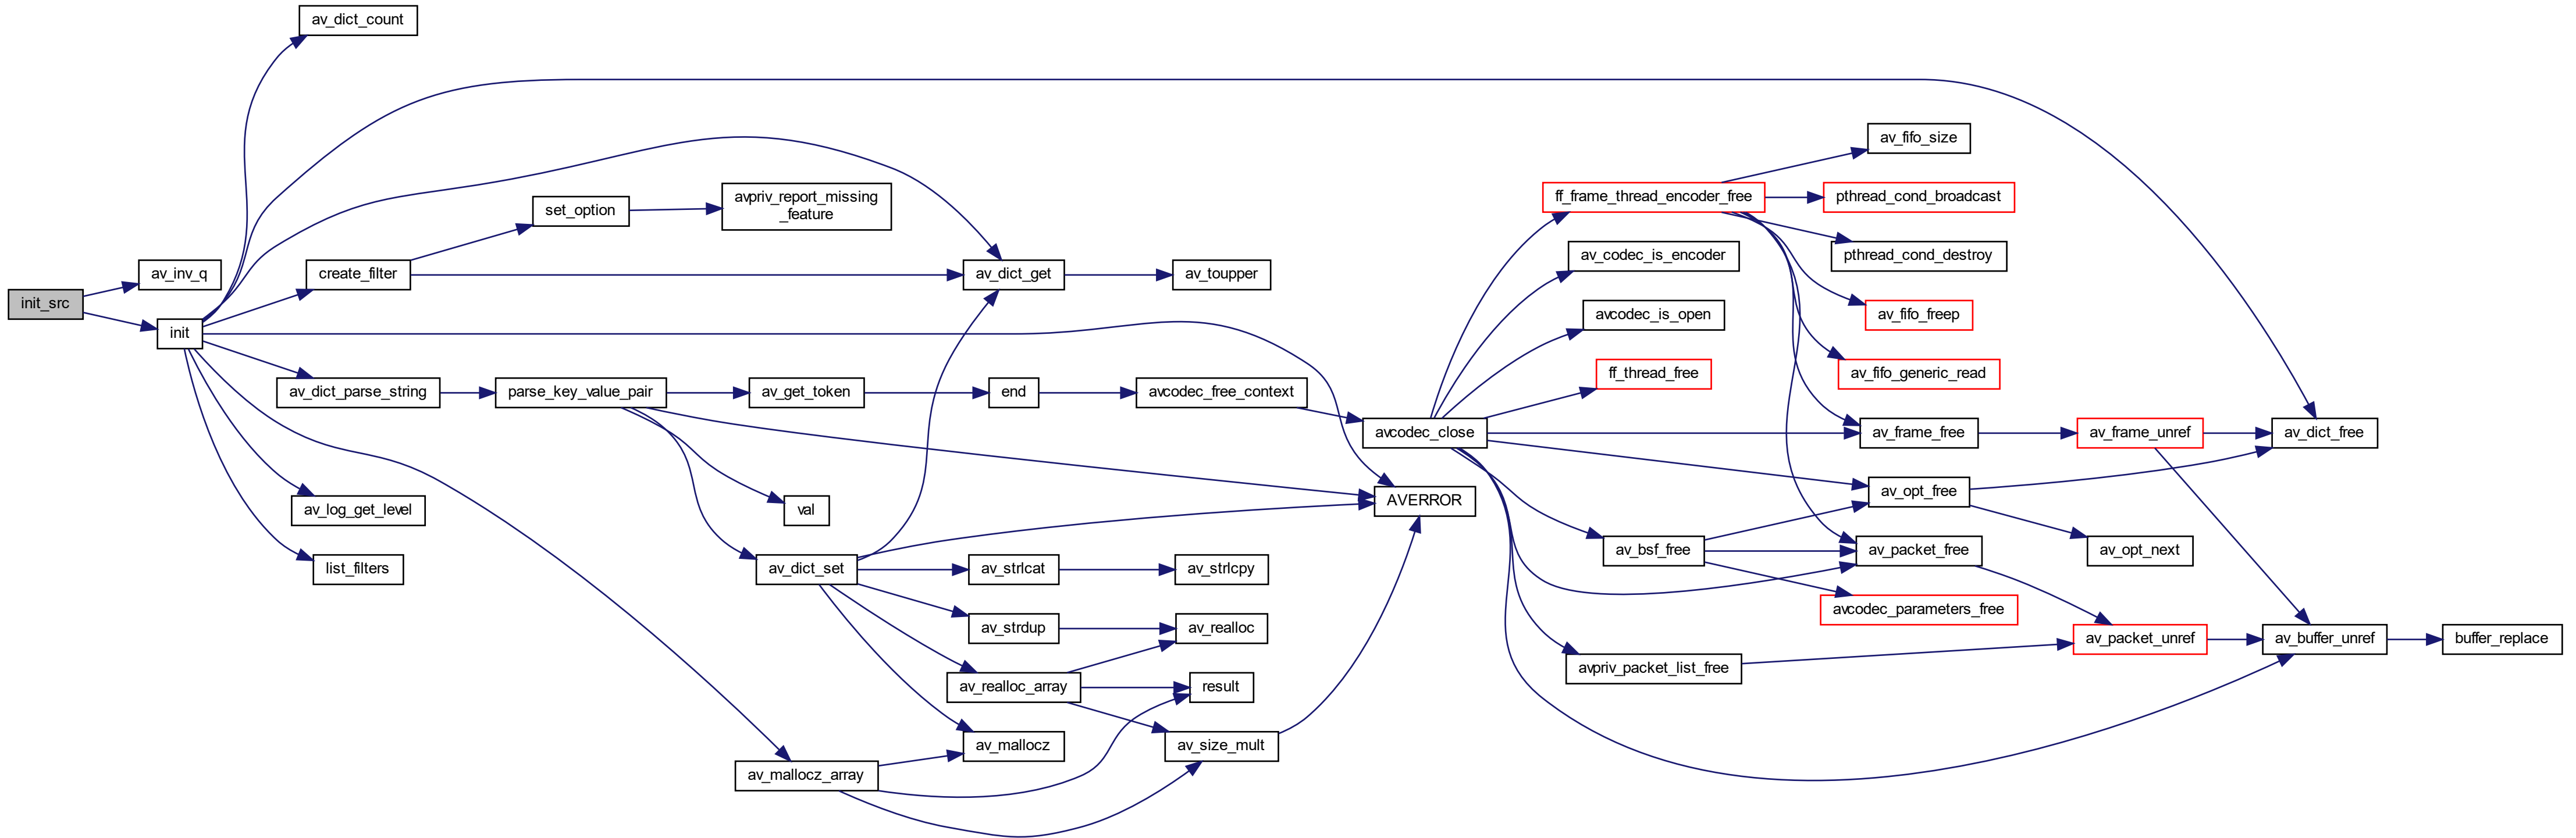 av_dict_count
av_fifo_size
ff_frame_thread_encoder_free
pthread_cond_broadcast
avpriv_report_missing
_feature
set_option
av_codec_is_encoder
pthread_cond_destroy
av_inv_q
create_filter
av_dict_get
av_toupper
init_src
avcodec_is_open
av_fifo_freep
init
ff_thread_free
av_fifo_generic_read
av_dict_parse_string
parse_key_value_pair
av_get_token
end
avcodec_free_context
avcodec_close
av_frame_free
av_frame_unref
av_dict_free
av_log_get_level
val
AVERROR
av_opt_free
list_filters
av_dict_set
av_strlcat
av_strlcpy
av_bsf_free
av_packet_free
av_opt_next
av_strdup
av_realloc
avcodec_parameters_free
av_packet_unref
av_buffer_unref
buffer_replace
avpriv_packet_list_free
av_realloc_array
result
av_mallocz
av_size_mult
av_mallocz_array